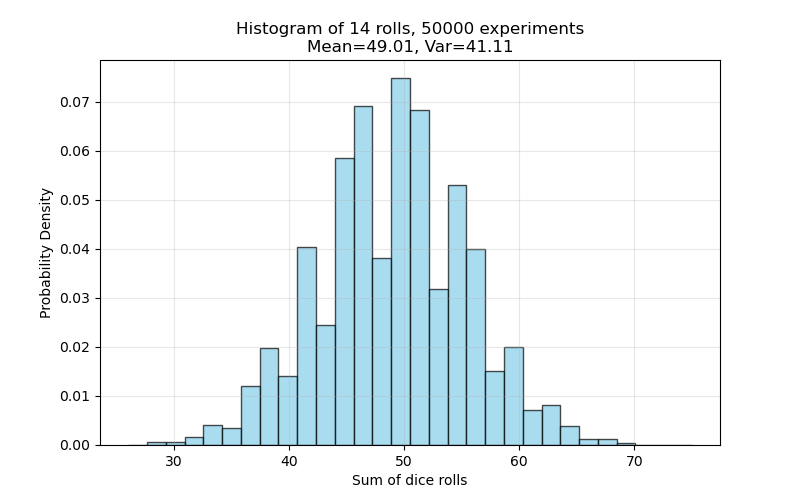 Histogram of 14 rolls, 50000 experiments
Mean=49.01, Var=41.11
Probability Density
0.07
0.06
0.05
0.04
0.03
0.02
0.01
0.00
30 40 50 60 70
Sum of dice rolls